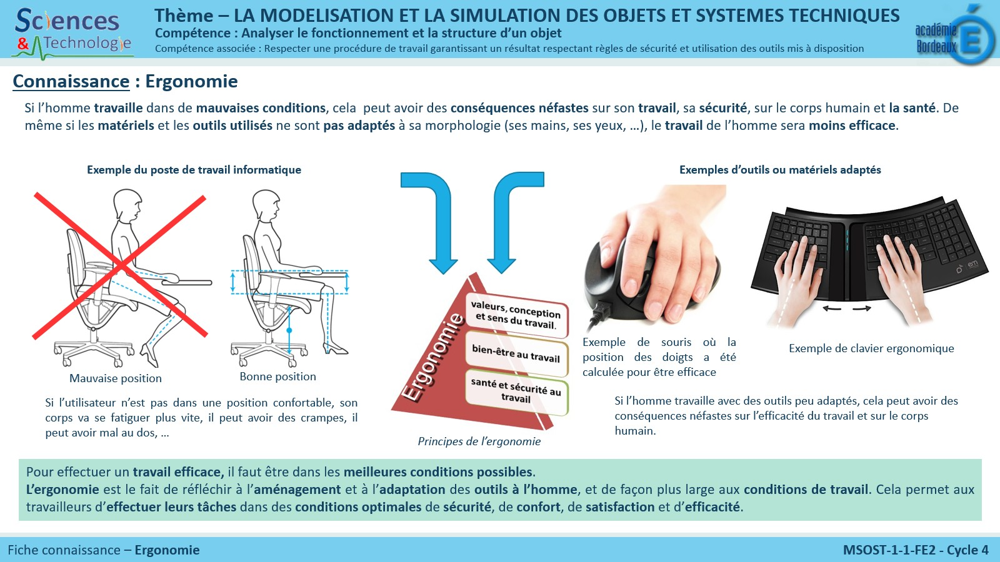 Sciences
& Technologie
Thème – LA MODELISATION ET LA SIMULATION DES OBJETS ET SYSTEMES TECHNIQUES
Compétence : Analyser le fonctionnement et la structure d’un objet
Compétence associée : Respecter une procédure de travail garantissant un résultat respectant règles de sécurité et utilisation des outils mis à disposition
académie
Bordeaux
É
Connaissance : Ergonomie
Si l’homme travaille dans de mauvaises conditions, cela peut avoir des conséquences néfastes sur son travail, sa sécurité, sur le corps humain et la santé. De
même si les matériels et les outils utilisés ne sont pas adaptés à sa morphologie (ses mains, ses yeux, …), le travail de l’homme sera moins efficace.
Exemple du poste de travail informatique
Mauvaise position
Bonne position
Si l’utilisateur n’est pas dans une position confortable, son
corps va se fatiguer plus vite, il peut avoir des crampes, il
peut avoir mal au dos, …
Ergonomie
valeurs, conception
et sens du travail.
bien-être au travail
santé et sécurité au
travail
Principes de l’ergonomie
Exemples d’outils ou matériels adaptés
Exemple de souris où la
position des doigts a été
calculée pour être efficace
Exemple de clavier ergonomique
Si l’homme travaille avec des outils peu adaptés, cela peut avoir des
conséquences néfastes sur l’efficacité du travail et sur le corps
humain.
Pour effectuer un travail efficace, il faut être dans les meilleures conditions possibles.
L’ergonomie est le fait de réfléchir à l’aménagement et à l’adaptation des outils à l’homme, et de façon plus large aux conditions de travail. Cela permet aux
travailleurs d’effectuer leurs tâches dans des conditions optimales de sécurité, de confort, de satisfaction et d’efficacité.
Fiche connaissance – Ergonomie
MSOST-1-1-FE2 - Cycle 4